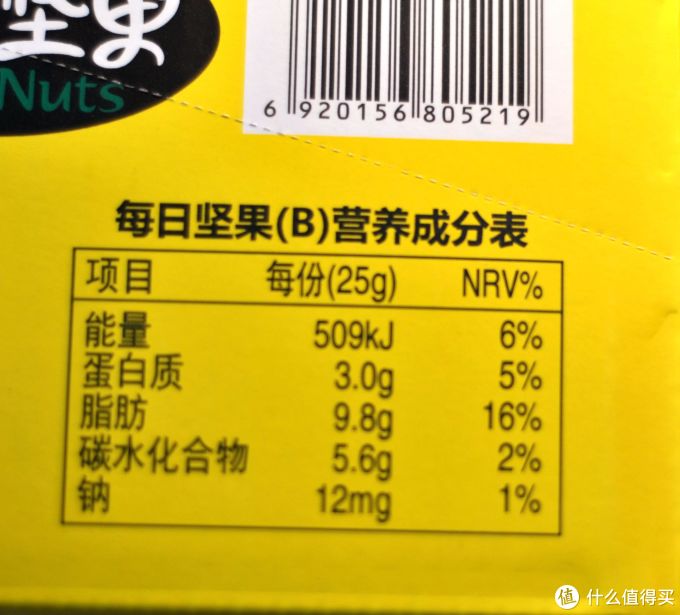 坚果
Nuts
6 920156 805219
每日坚果(B)营养成分表
项目 每份(25g) NRV%
能量 509kJ 6%
蛋白质 3.0g 5%
脂肪 9.8g 16%
碳水化合物 5.6g 2%
钠 12mg 1%
值 什么值得买